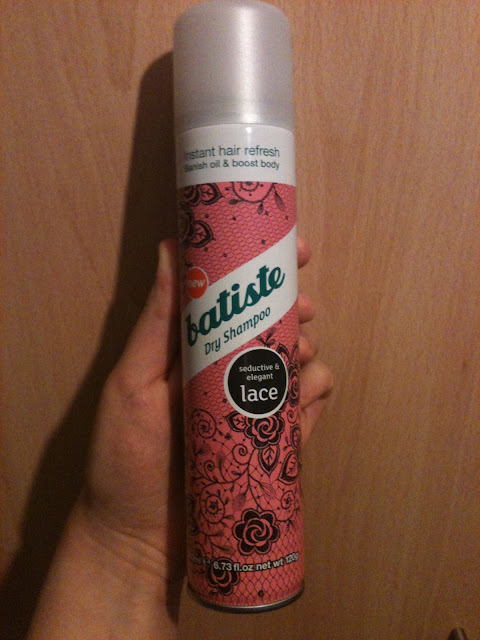 Instant hair refresh
Banish oil & boost body
new
batiste
Dry Shampoo
seductive &
elegant
lace
6.73 fl.oz net wt 120g